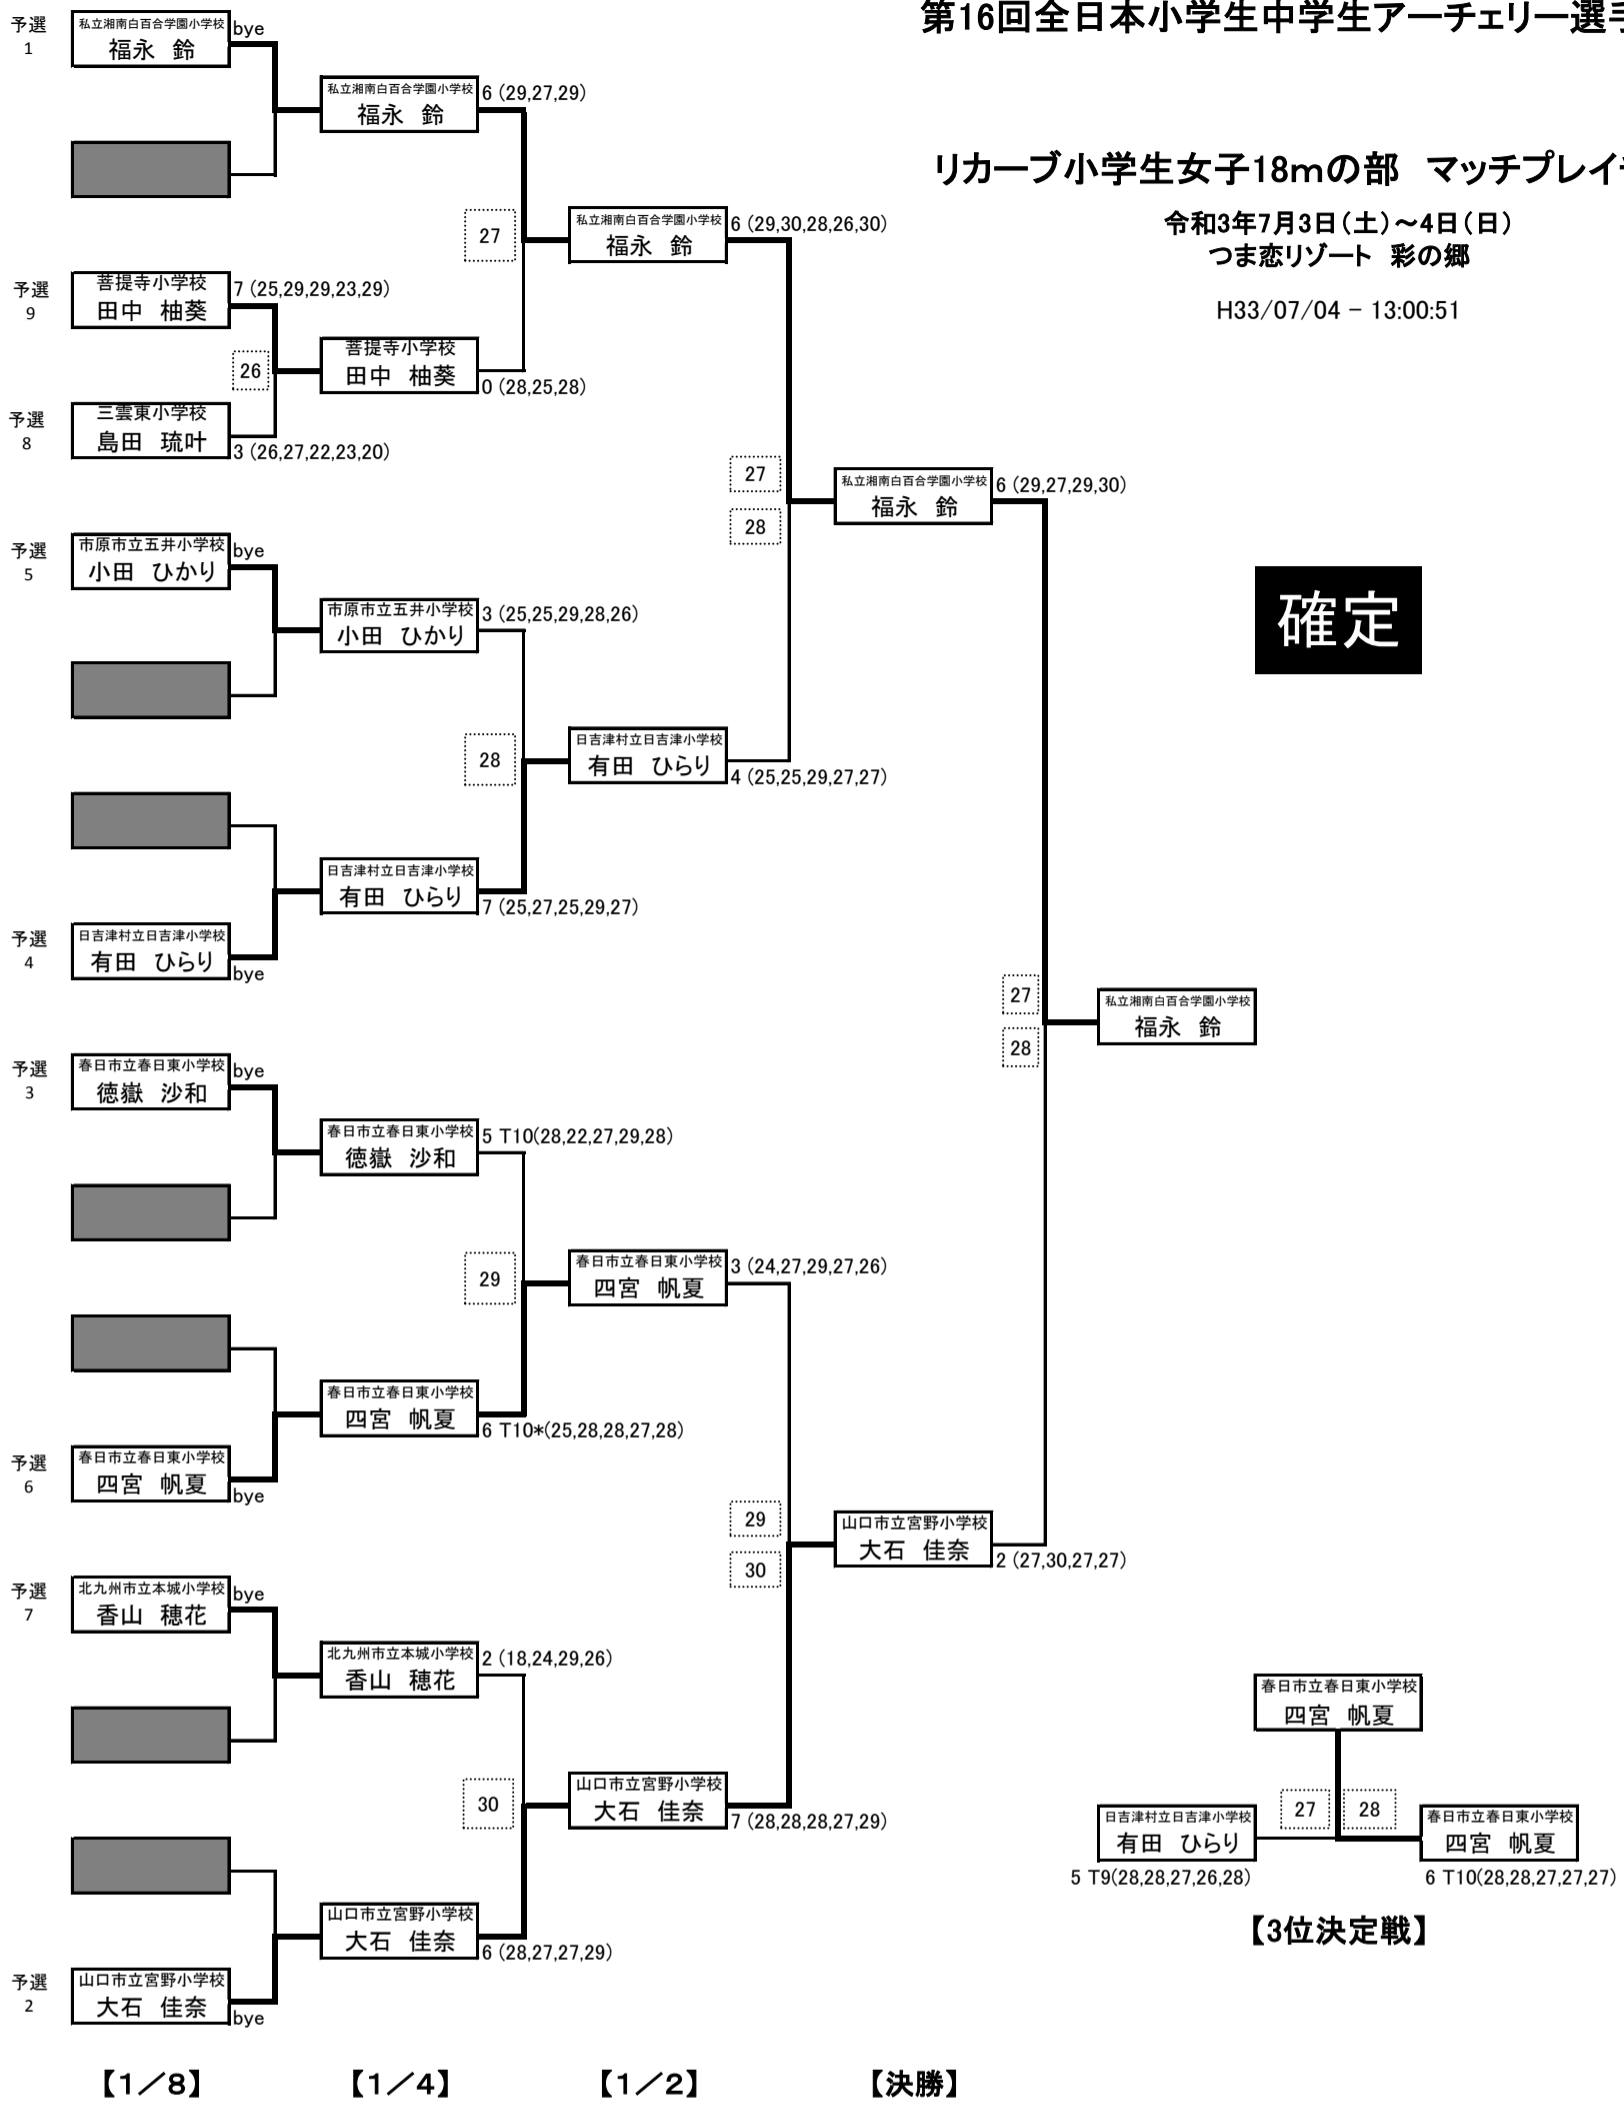 第16回全日本小学生中学生アーチェリー選手
リカーブ小学生女子18mの部 マッチプレイ
令和3年7月3日(土)～4日(日)
つま恋リゾート 彩の郷
H33/07/04 - 13:00:51
確定
予選
1
私立湘南白百合学園小学校
福永 鈴
bye
予選
9
菩提寺小学校
田中 柚葵
7 (25,29,29,23,29)
26
予選
8
三雲東小学校
島田 琉叶
3 (26,27,22,23,20)
予選
5
市原市立五井小学校
小田 ひかり
bye
予選
4
日吉津村立日吉津小学校
有田 ひらり
bye
予選
3
春日市立春日東小学校
徳嶽 沙和
bye
予選
6
春日市立春日東小学校
四宮 帆夏
bye
予選
7
北九州市立本城小学校
香山 穂花
bye
予選
2
山口市立宮野小学校
大石 佳奈
bye
【1／8】
私立湘南白百合学園小学校
福永 鈴
6 (29,27,29)
27
菩提寺小学校
田中 柚葵
0 (28,25,28)
市原市立五井小学校
小田 ひかり
3 (25,25,29,28,26)
28
日吉津村立日吉津小学校
有田 ひらり
7 (25,27,25,29,27)
春日市立春日東小学校
徳嶽 沙和
5 T10(28,22,27,29,28)
29
春日市立春日東小学校
四宮 帆夏
6 T10*(25,28,28,27,28)
北九州市立本城小学校
香山 穂花
2 (18,24,29,26)
30
山口市立宮野小学校
大石 佳奈
6 (28,27,27,29)
【1／4】
私立湘南白百合学園小学校
福永 鈴
6 (29,30,28,26,30)
27
28
日吉津村立日吉津小学校
有田 ひらり
4 (25,25,29,27,27)
春日市立春日東小学校
四宮 帆夏
3 (24,27,29,27,26)
29
30
山口市立宮野小学校
大石 佳奈
7 (28,28,28,27,29)
【1／2】
私立湘南白百合学園小学校
福永 鈴
6 (29,27,29,30)
27
28
山口市立宮野小学校
大石 佳奈
2 (27,30,27,27)
【決勝】
私立湘南白百合学園小学校
福永 鈴
春日市立春日東小学校
四宮 帆夏
27
28
日吉津村立日吉津小学校
有田 ひらり
5 T9(28,28,27,26,28)
春日市立春日東小学校
四宮 帆夏
6 T10(28,28,27,27,27)
【3位決定戦】